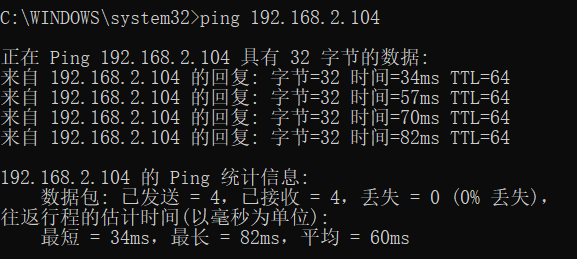 C:\WINDOWS\system32>ping 192.168.2.104
正在 Ping 192.168.2.104 具有 32 字节的数据:
来自 192.168.2.104 的回复: 字节=32 时间=34ms TTL=64
来自 192.168.2.104 的回复: 字节=32 时间=57ms TTL=64
来自 192.168.2.104 的回复: 字节=32 时间=70ms TTL=64
来自 192.168.2.104 的回复: 字节=32 时间=82ms TTL=64
192.168.2.104 的 Ping 统计信息:
数据包: 已发送 = 4，已接收 = 4，丢失 = 0 (0% 丢失)，
往返行程的估计时间(以毫秒为单位):
最短 = 34ms，最长 = 82ms，平均 = 60ms